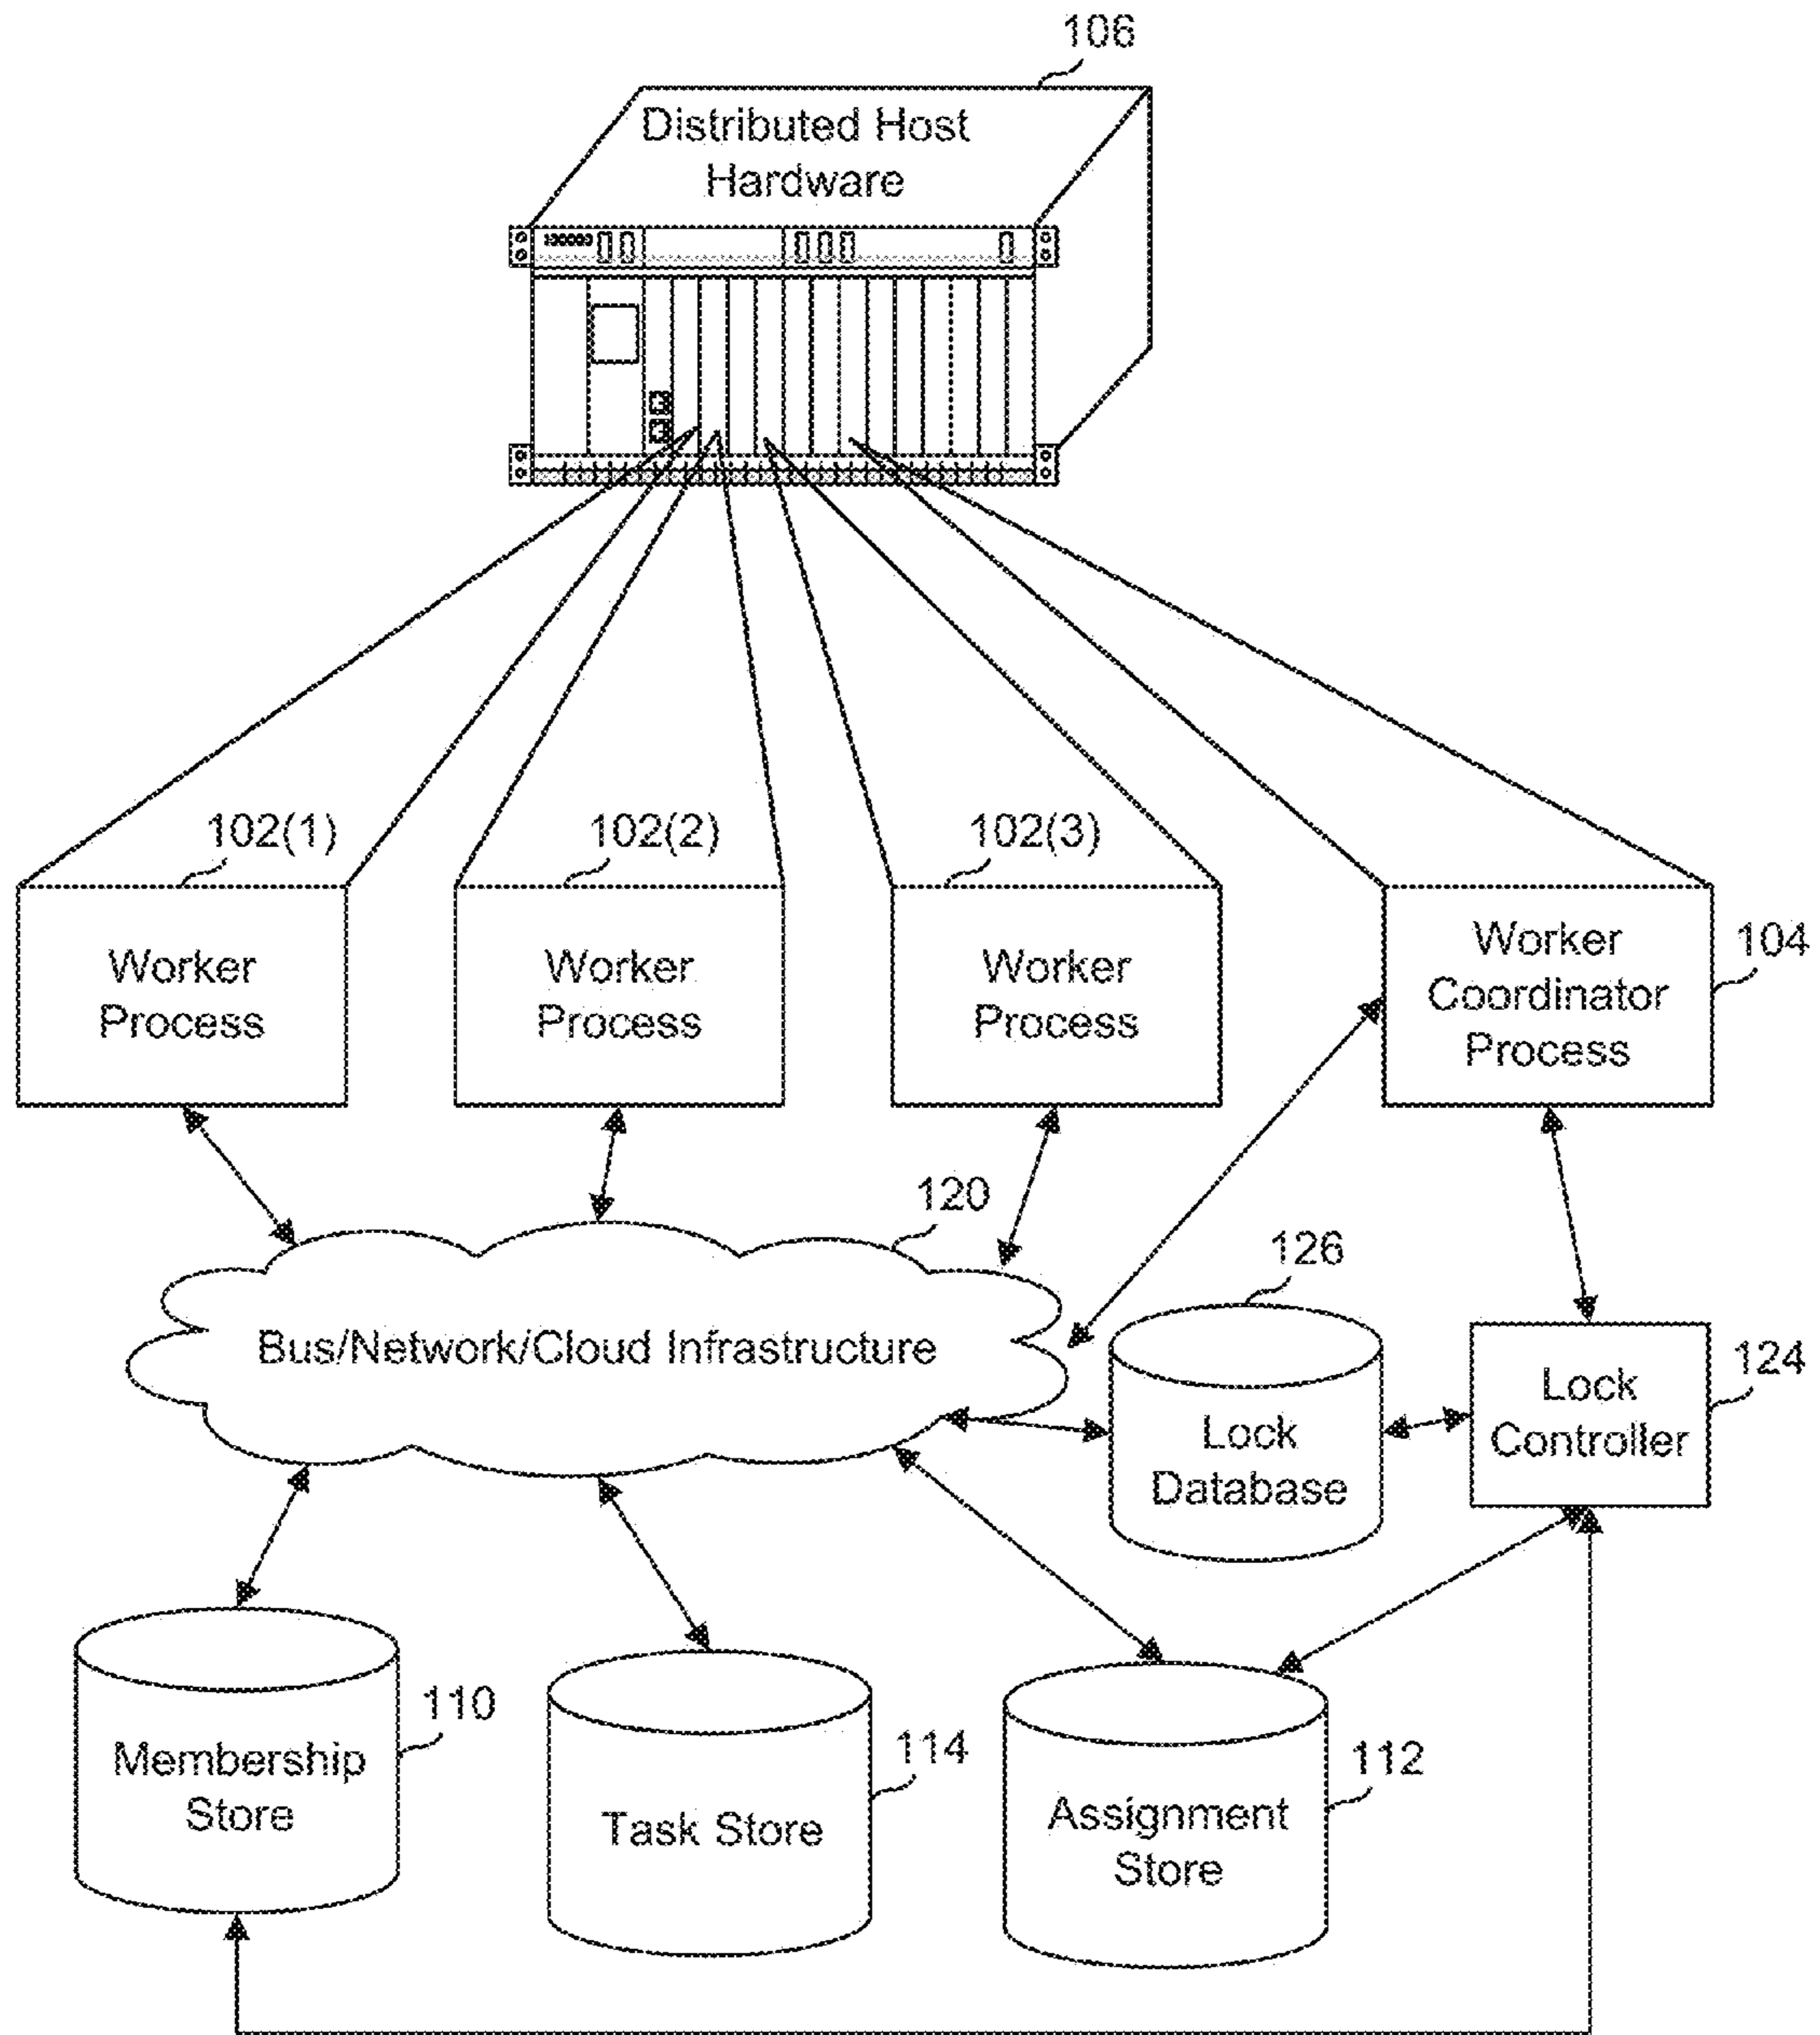 106
Distributed Host
Hardware
102(1)
102(2)
102(3)
Worker
Process
Worker
Process
Worker
Process
Worker
Coordinator
Process
104
120
126
Bus/Network/Cloud Infrastructure
Lock
Database
Lock
Controller
124
Membership
Store
110
Task Store
114
Assignment
Store
112